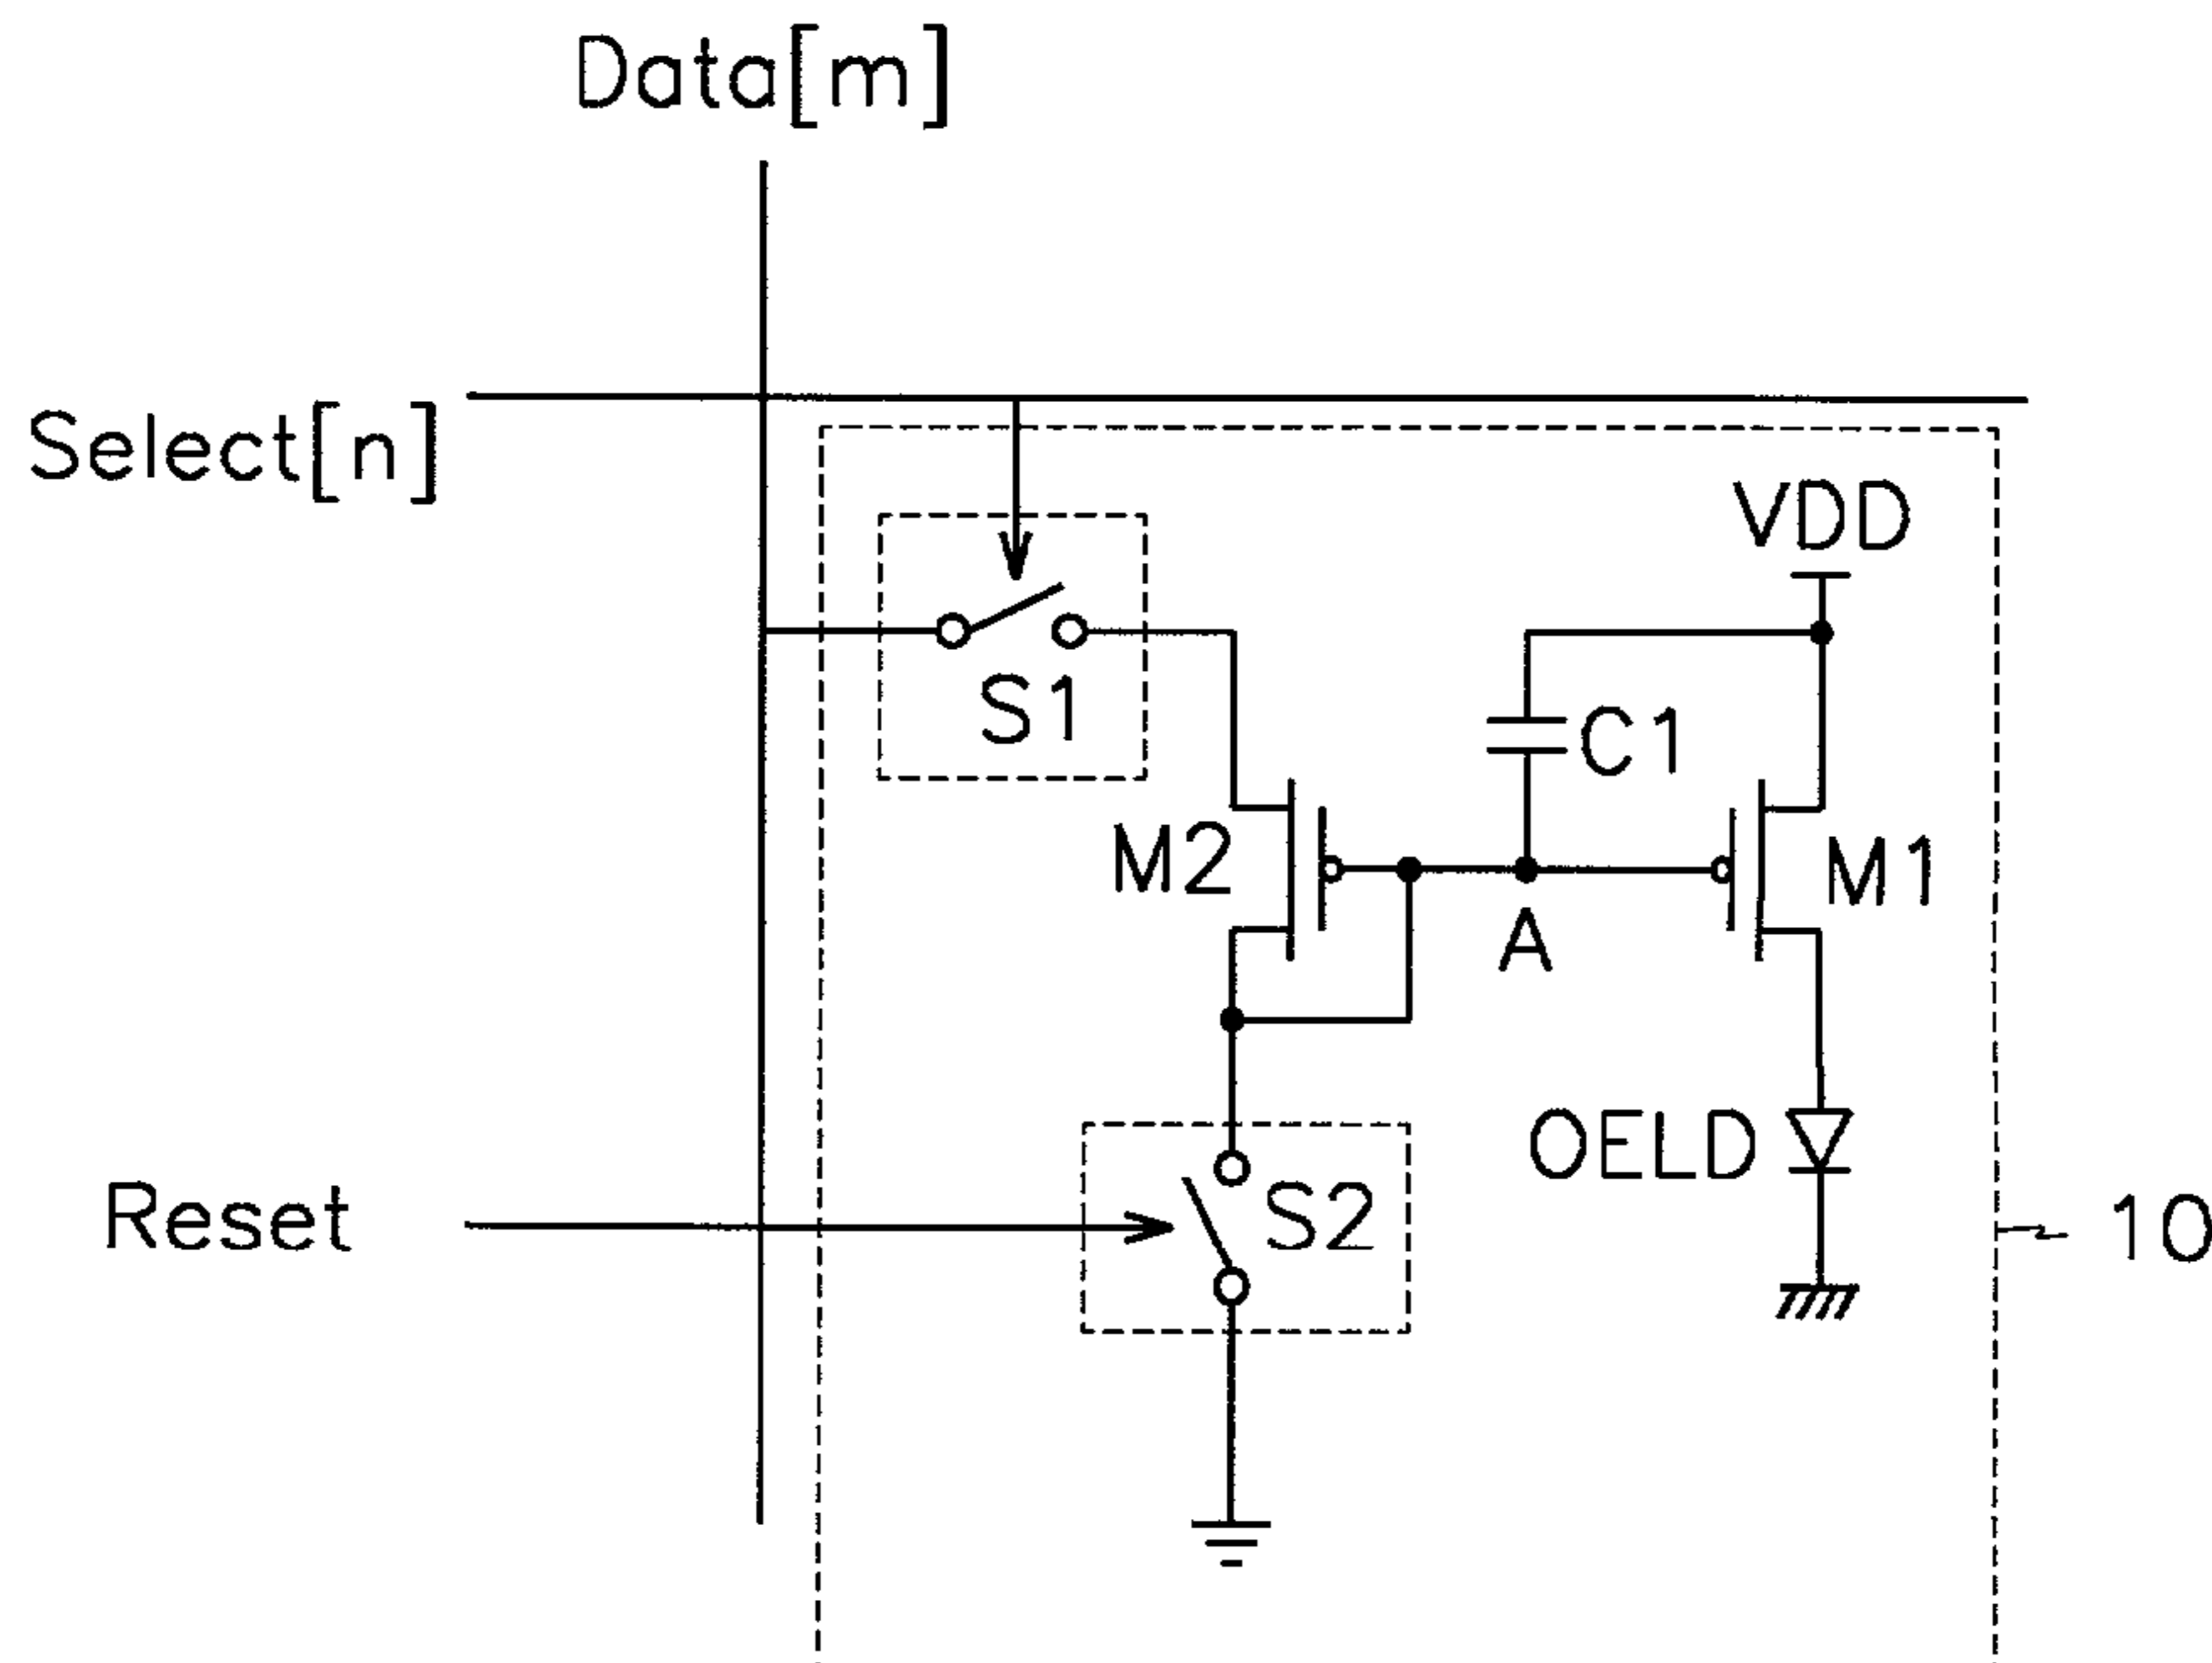 Data[m]
Select[n]
VDD
S1
C1
M2
M1
A
OELD
S2
Reset
10